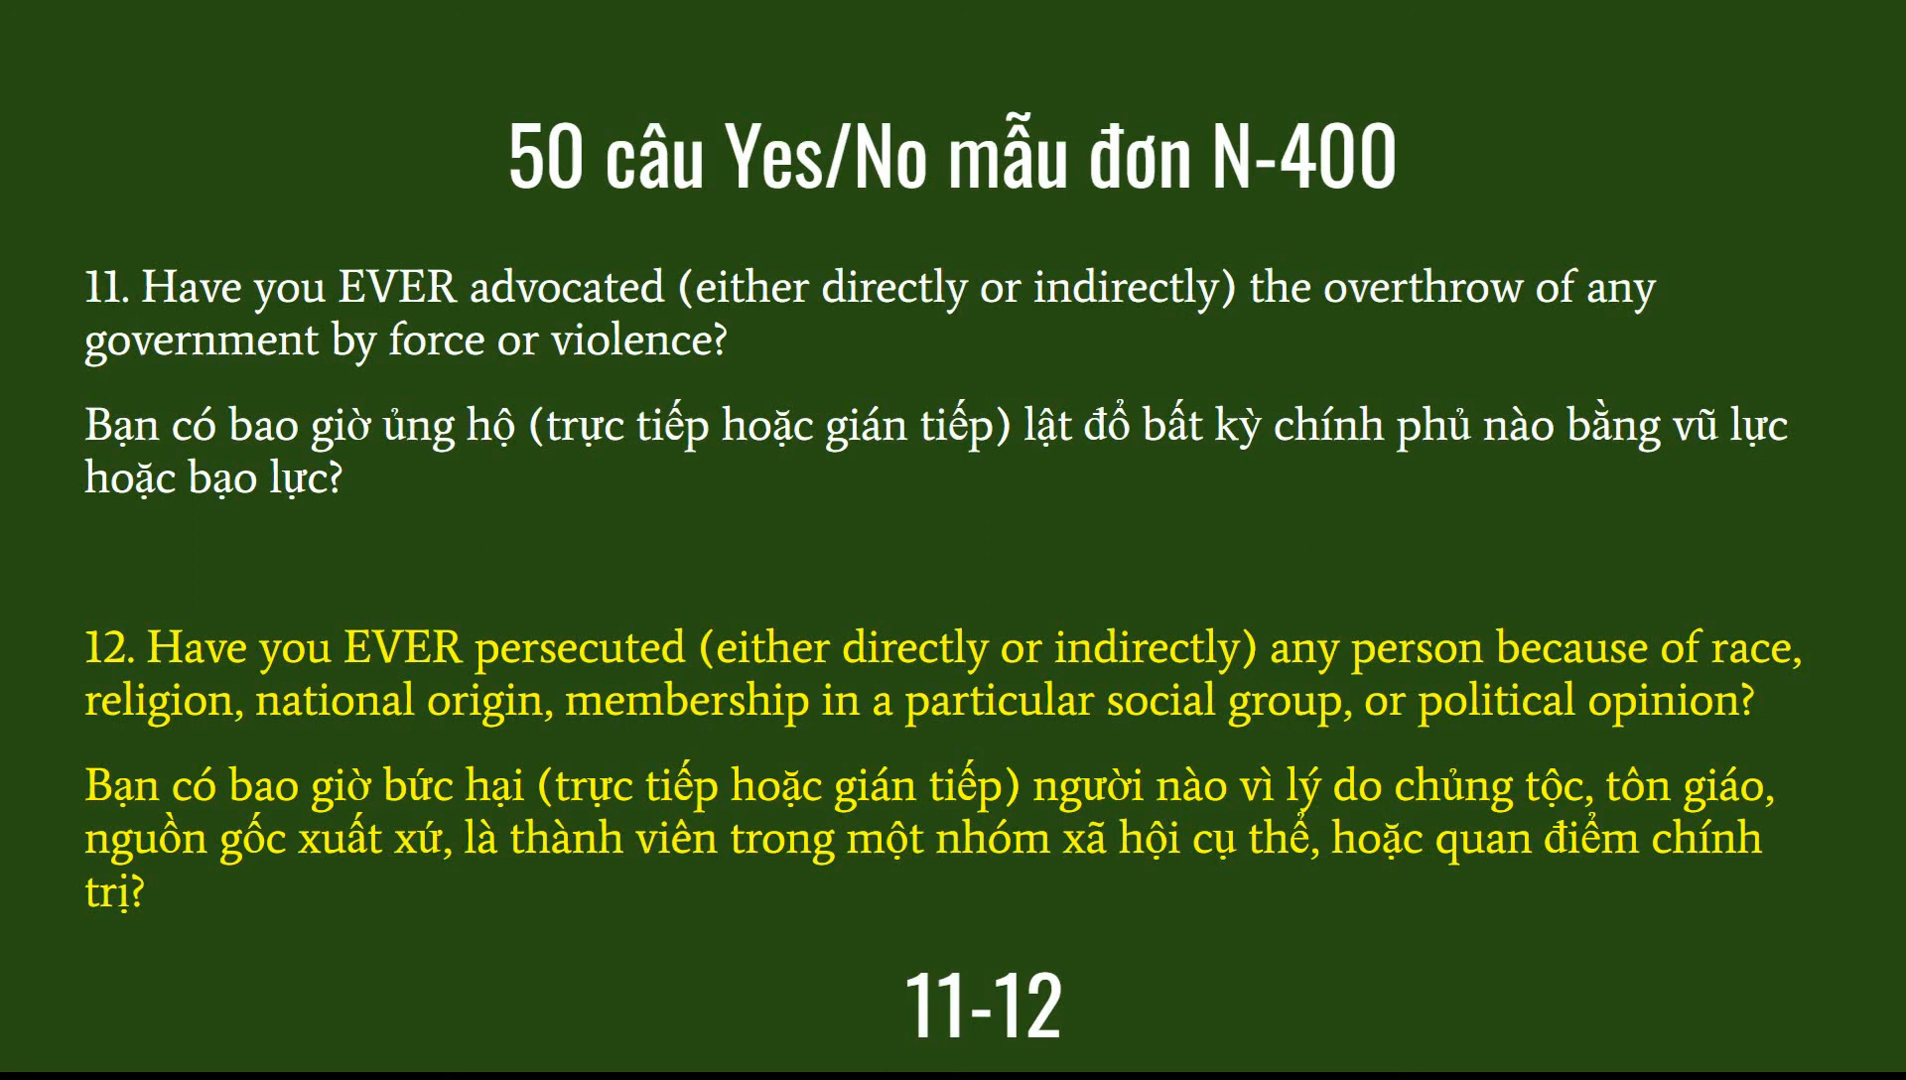 50 câu Yes/No mẫu đơn N-400
11. Have you EVER advocated (either directly or indirectly) the overthrow of any
government by force or violence?
Bạn có bao giờ ủng hộ (trực tiếp hoặc gián tiếp) lật đổ bất kỳ chính phủ nào bằng vũ lực
hoặc bạo lực?
12. Have you EVER persecuted (either directly or indirectly) any person because of race,
religion, national origin, membership in a particular social group, or political opinion?
Bạn có bao giờ bức hại (trực tiếp hoặc gián tiếp) người nào vì lý do chủng tộc, tôn giáo,
nguồn gốc xuất xứ, là thành viên trong một nhóm xã hội cụ thể, hoặc quan điểm chính
trị?
11-12